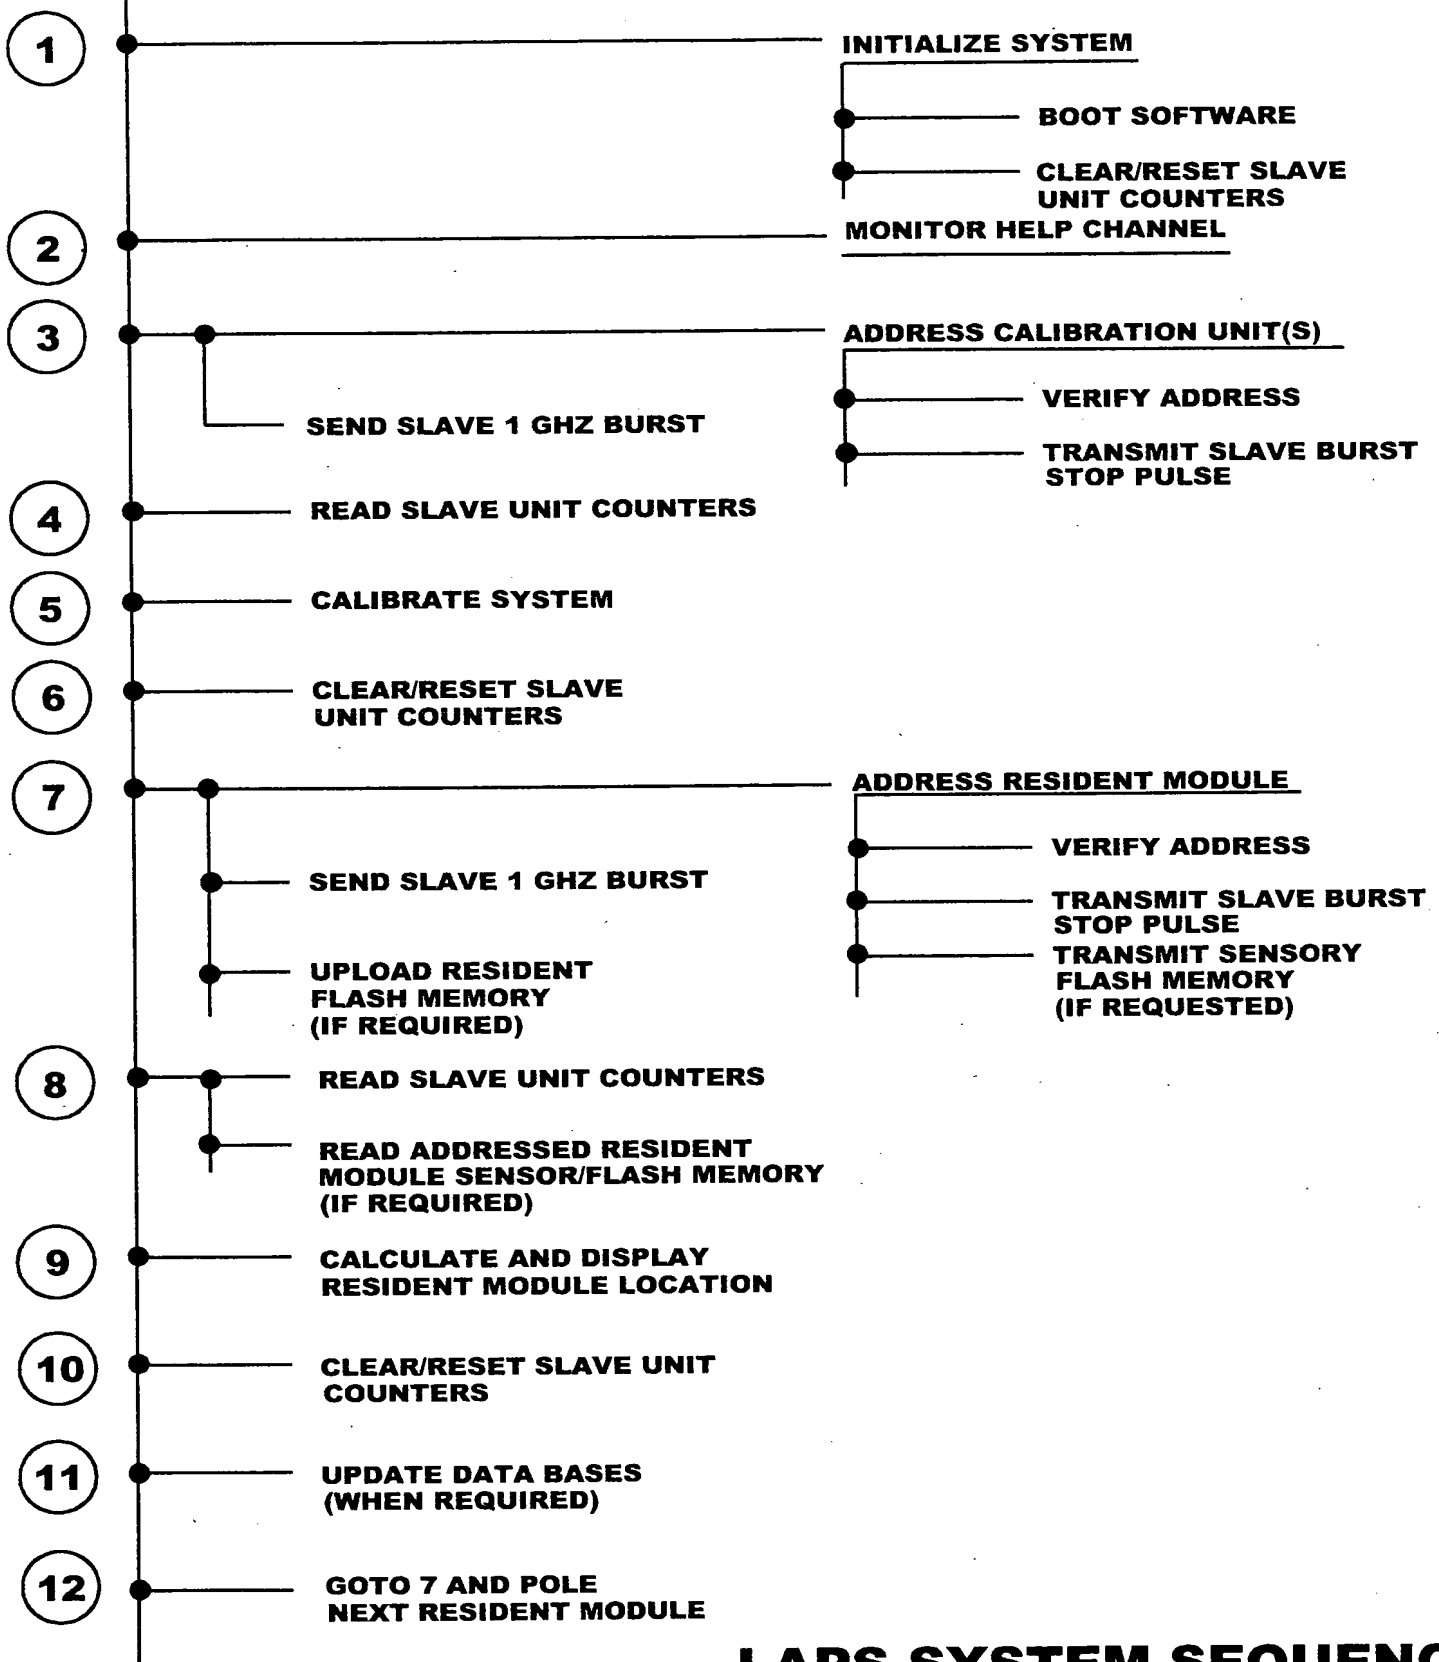 1
INITIALIZE SYSTEM
BOOT SOFTWARE
CLEAR/RESET SLAVE
UNIT COUNTERS
2
MONITOR HELP CHANNEL
3
ADDRESS CALIBRATION UNIT(S)
VERIFY ADDRESS
SEND SLAVE 1 GHZ BURST
TRANSMIT SLAVE BURST
STOP PULSE
4
READ SLAVE UNIT COUNTERS
5
CALIBRATE SYSTEM
6
CLEAR/RESET SLAVE
UNIT COUNTERS
7
ADDRESS RESIDENT MODULE
VERIFY ADDRESS
SEND SLAVE 1 GHZ BURST
TRANSMIT SLAVE BURST
STOP PULSE
TRANSMIT SENSORY
FLASH MEMORY
(IF REQUESTED)
UPLOAD RESIDENT
FLASH MEMORY
(IF REQUIRED)
8
READ SLAVE UNIT COUNTERS
READ ADDRESSED RESIDENT
MODULE SENSOR/FLASH MEMORY
(IF REQUIRED)
9
CALCULATE AND DISPLAY
RESIDENT MODULE LOCATION
10
CLEAR/RESET SLAVE UNIT
COUNTERS
11
UPDATE DATA BASES
(WHEN REQUIRED)
12
GOTO 7 AND POLE
NEXT RESIDENT MODULE
SYSTEM